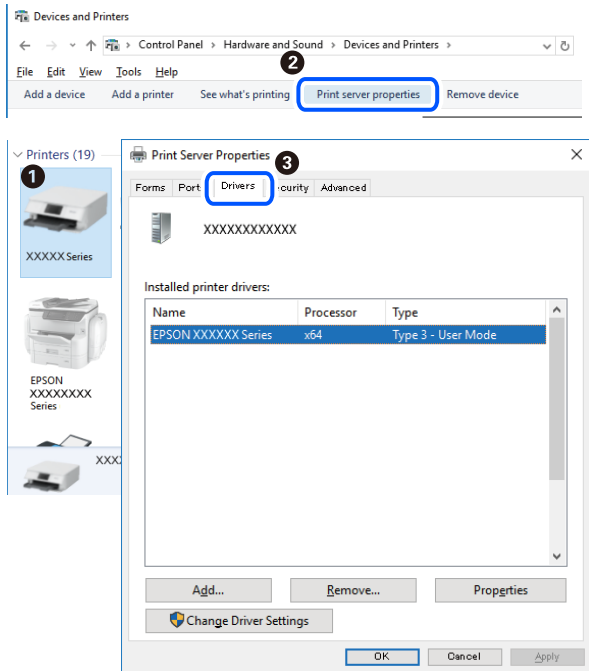 Devices and Printers
Control Panel > Hardware and Sound > Devices and Printers >
2
File Edit View Tools Help
Add a device Add a printer See what's printing Print server properties Remove device
Printers (19)
1
XXXXX Series
EPSON
XXXXXXXX
Series
XXX
Print Server Properties
3
Forms Port Drivers curity Advanced
XXXXXXXXXXXX
Installed printer drivers:
Name Processor Type
EPSON XXXXXX Series x64 Type 3 - User Mode
Add... Remove... Properties
Change Driver Settings
OK Cancel Apply